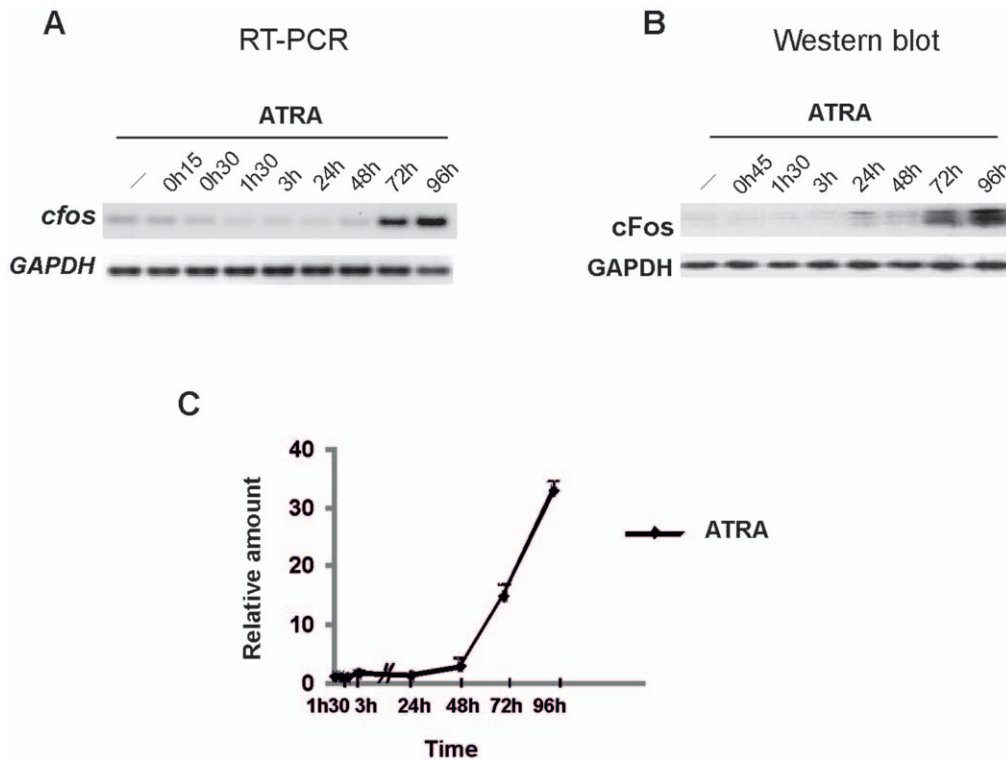 A
RT-PCR
ATRA
/ 0h15 0h30 1h30 3h 24h 48h 72h 96h
cfos
GAPDH
B
Western blot
ATRA
/ 0h45 1h30 3h 24h 48h 72h 96h
cFos
GAPDH
C
40
30
20
10
0
Relative amount
1h30 3h // 24h 48h 72h 96h
Time
ATRA